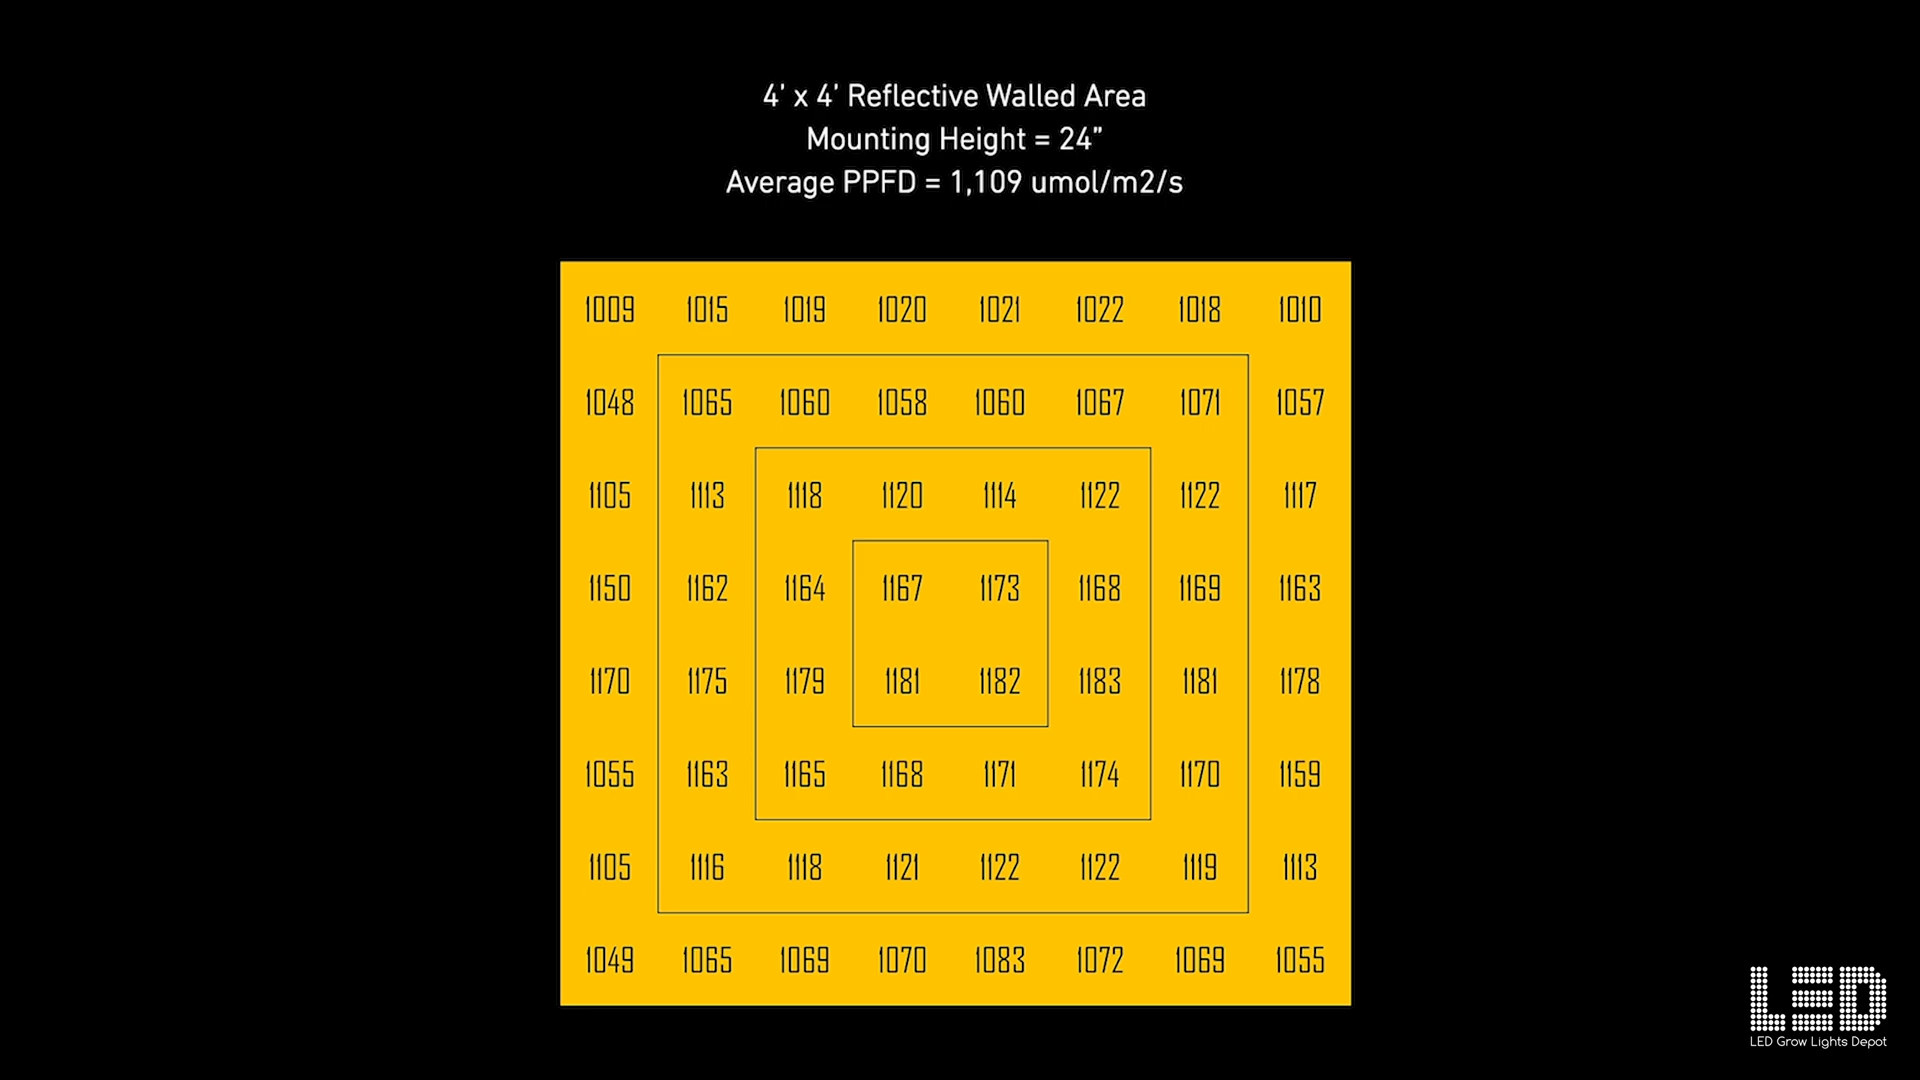 4' x 4' Reflective Walled Area
Mounting Height = 24”
Average PPFD = 1,109 umol/m2/s
1009 1015 1019 1020 1021 1022 1018 1010
1048 1065 1060 1058 1060 1067 1071 1057
1105 1113 1118 1120 1114 1122 1122 1117
1150 1162 1164 1167 1173 1168 1169 1163
1170 1175 1179 1181 1182 1183 1181 1178
1055 1163 1165 1168 1171 1174 1170 1159
1105 1116 1118 1121 1122 1122 1119 1113
1049 1065 1069 1070 1083 1072 1069 1055
LED
LED Grow Lights Depot